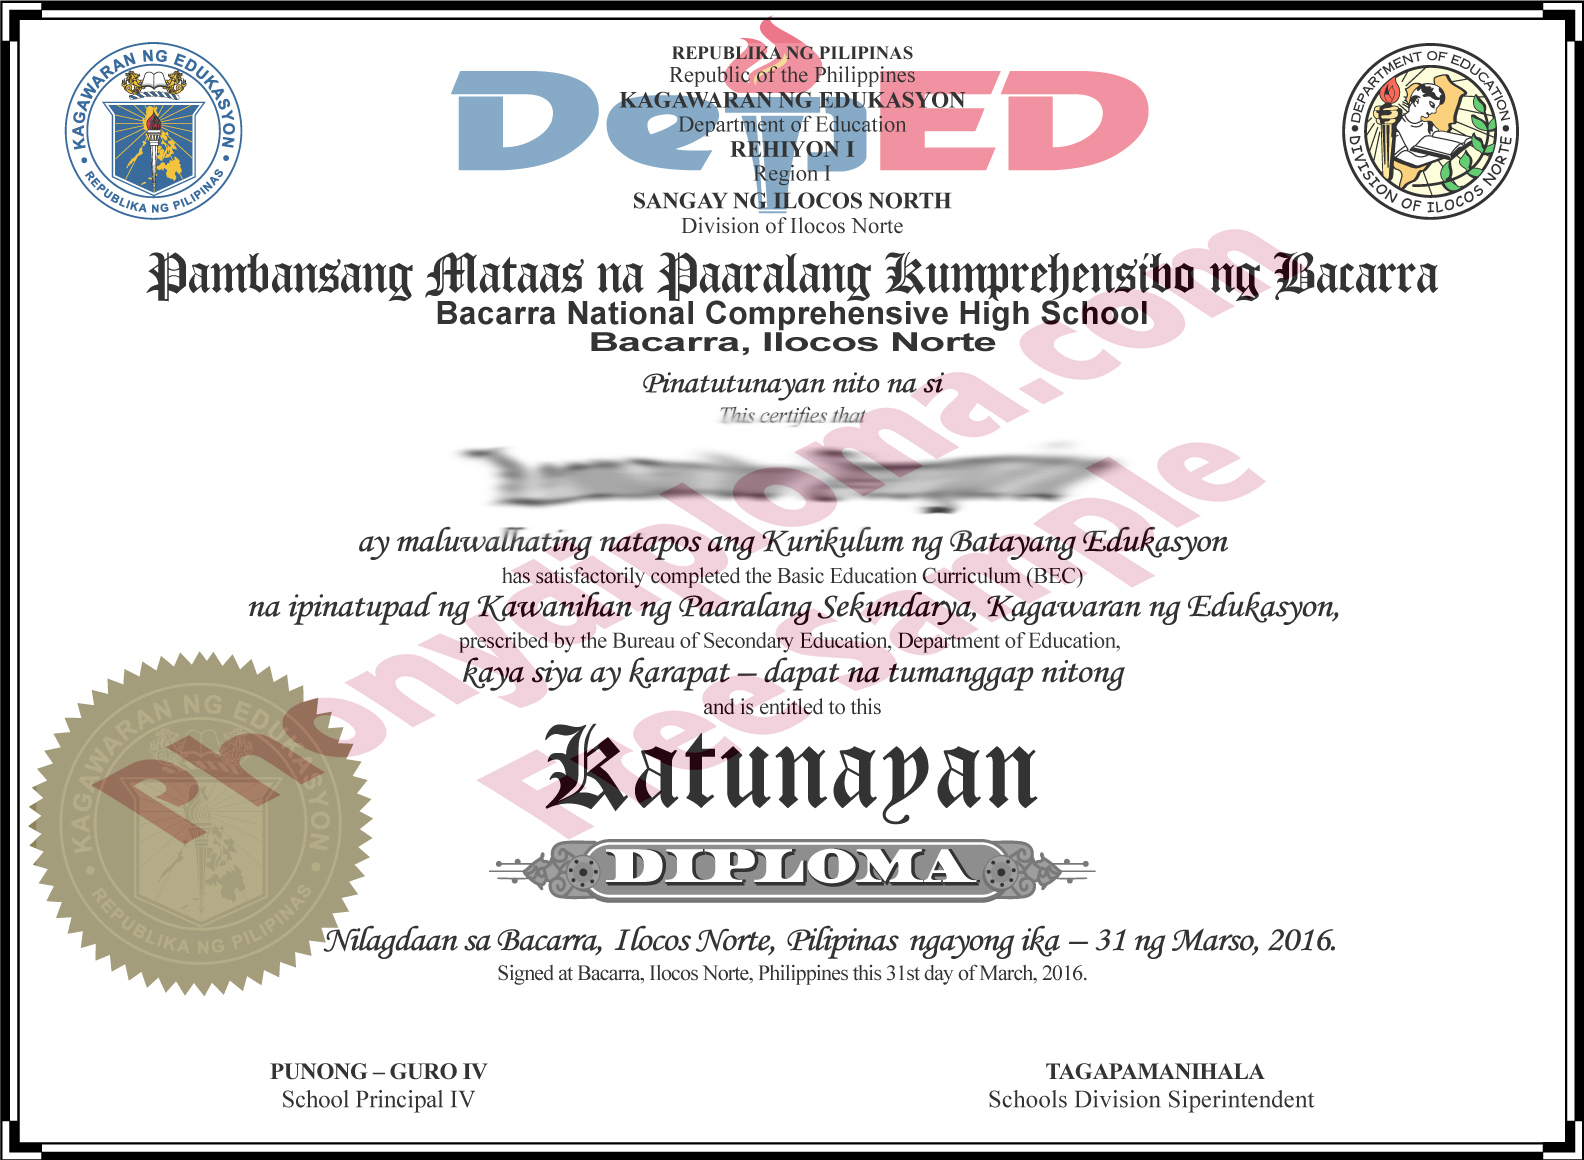 KAGAWARAN NG EDUKASYON
REPUBLIKA NG PILIPINAS
DepED
DEPARTMENT OF EDUCATION
DIVISION OF ILOCOS NORTE
REPUBLIKA NG PILIPINAS
Republic of the Philippines
KAGAWARAN NG EDUKASYON
Department of Education
REHIYON I
Region I
SANGAY NG ILOCOS NORTH
Division of Ilocos Norte
Pambansang Mataas na Paaralang Kumprehensibo ng Bacarra
Bacarra National Comprehensive High School
Bacarra, Ilocos Norte
Pinatutunayan nito na si
This certifies that
ay maluwalhating natapos ang Kurikulum ng Batayang Edukasyon
has satisfactorily completed the Basic Education Curriculum (BEC)
na ipinatupad ng Kawanihan ng Paaralang Sekundarya, Kagawaran ng Edukasyon,
prescribed by the Bureau of Secondary Education, Department of Education,
kaya siya ay karapat – dapat na tumanggap nitong
and is entitled to this
Katunayan
DIPLOMA
KAGAWARAN NG EDUKASYON
REPUBLIKA NG PILIPINAS
Nilagdaan sa Bacarra, Ilocos Norte, Pilipinas ngayong ika – 31 ng Marso, 2016.
Signed at Bacarra, Ilocos Norte, Philippines this 31st day of March, 2016.
PUNONG – GURO IV
School Principal IV
TAGAPAMANIHALA
Schools Division Siperintendent
Phonydiploma.com
Free Sample